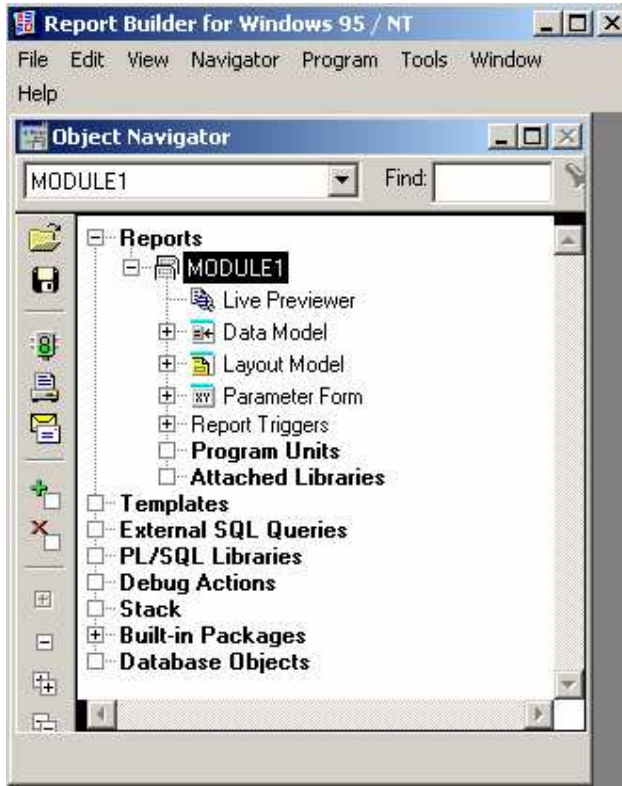 Report Builder for Windows 95 / NT
File Edit View Navigator Program Tools Window
Help
Object Navigator
MODULE1 Find:
Reports
MODULE1
Live Previewer
Data Model
Layout Model
XY Parameter Form
Report Triggers
Program Units
Attached Libraries
Templates
External SQL Queries
PL/SQL Libraries
Debug Actions
Stack
Built-in Packages
Database Objects